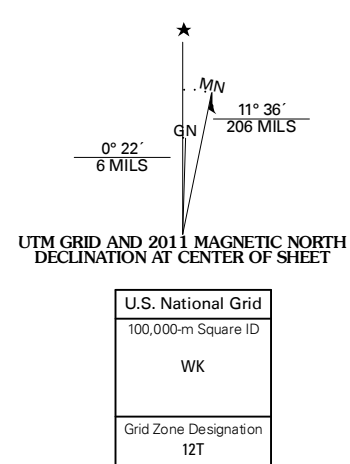 MN
11° 36´
206 MILS
GN
0° 22´
6 MILS
UTM GRID AND 2011 MAGNETIC NORTH
DECLINATION AT CENTER OF SHEET
U.S. National Grid
100,000-m Square ID
WK
Grid Zone Designation
12T